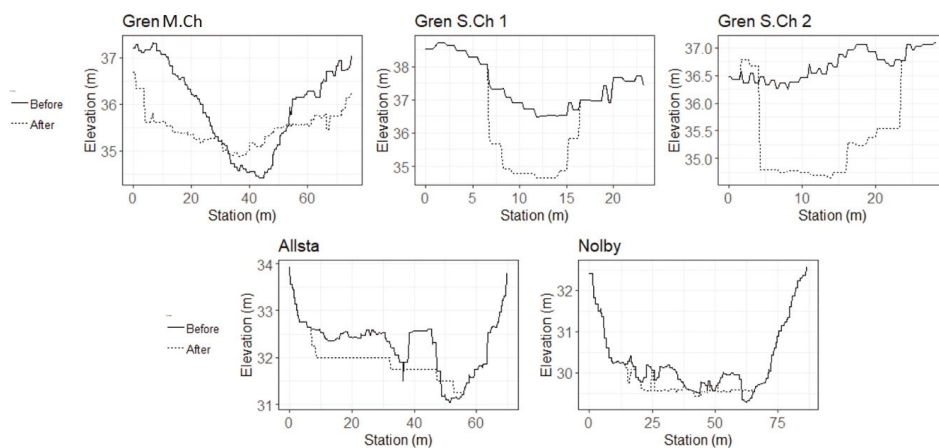 Gren M.Ch
Gren S.Ch 1
Gren S.Ch 2
Before
After
Elevation (m)
37
36
35
0
20
40
60
Station (m)
Elevation (m)
38
37
36
35
0
5
10
15
20
Station (m)
Elevation (m)
37.0
36.5
36.0
35.5
35.0
0
10
20
Station (m)
Allsta
Nolby
Before
After
Elevation (m)
34
33
32
31
0
20
40
60
Station (m)
Elevation (m)
32
31
30
29
0
25
50
75
Station (m)